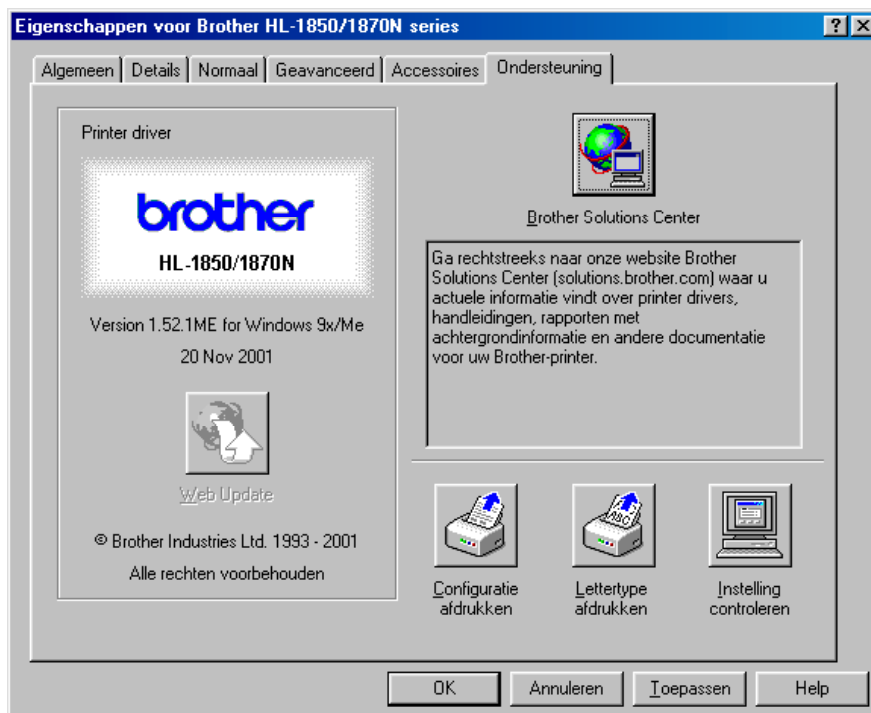 Eigenschappen voor Brother HL-1850/1870N series
Algemeen
Details
Normaal
Geavanceerd
Accessoires
Ondersteuning
Printer driver
brother
HL-1850/1870N
Version 1.52.1ME for Windows 9x/Me
20 Nov 2001
Web Update
© Brother Industries Ltd. 1993 - 2001
Alle rechten voorbehouden
Brother Solutions Center
Ga rechtstreeks naar onze website Brother
Solutions Center (solutions.brother.com) waar u
actuele informatie vindt over printer drivers,
handleidingen, rapporten met
achtergrondinformatie en andere documentatie
voor uw Brother-printer.
ABC
Configuratie
afdrukken
Lettertype
afdrukken
Instelling
controleren
OK
Annuleren
Toepassen
Help